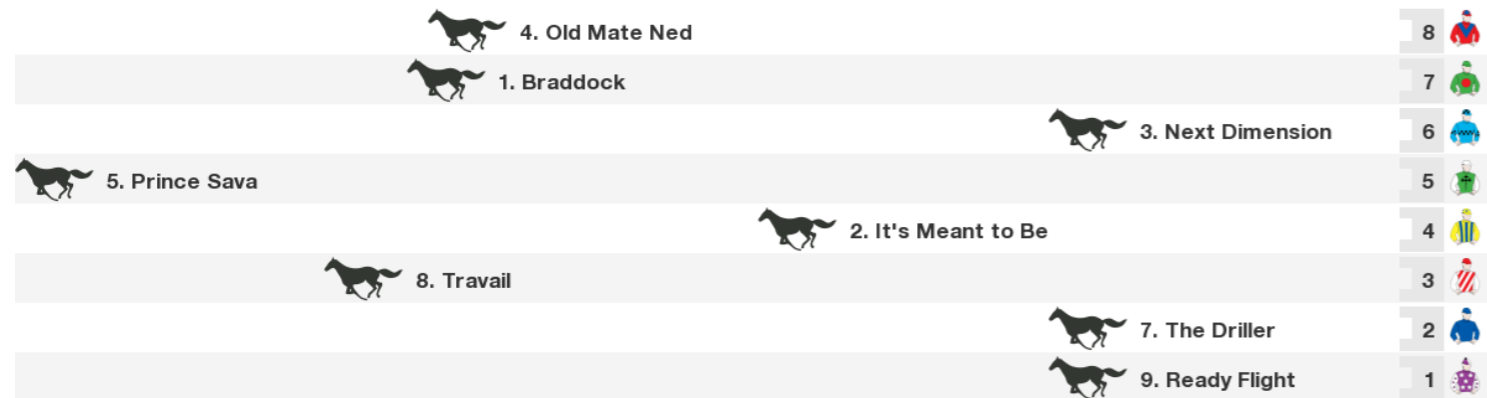 4. Old Mate Ned 8
1. Braddock 7
3. Next Dimension 6
5. Prince Sava 5
2. It's Meant to Be 4
8. Travail 3
7. The Driller 2
9. Ready Flight 1